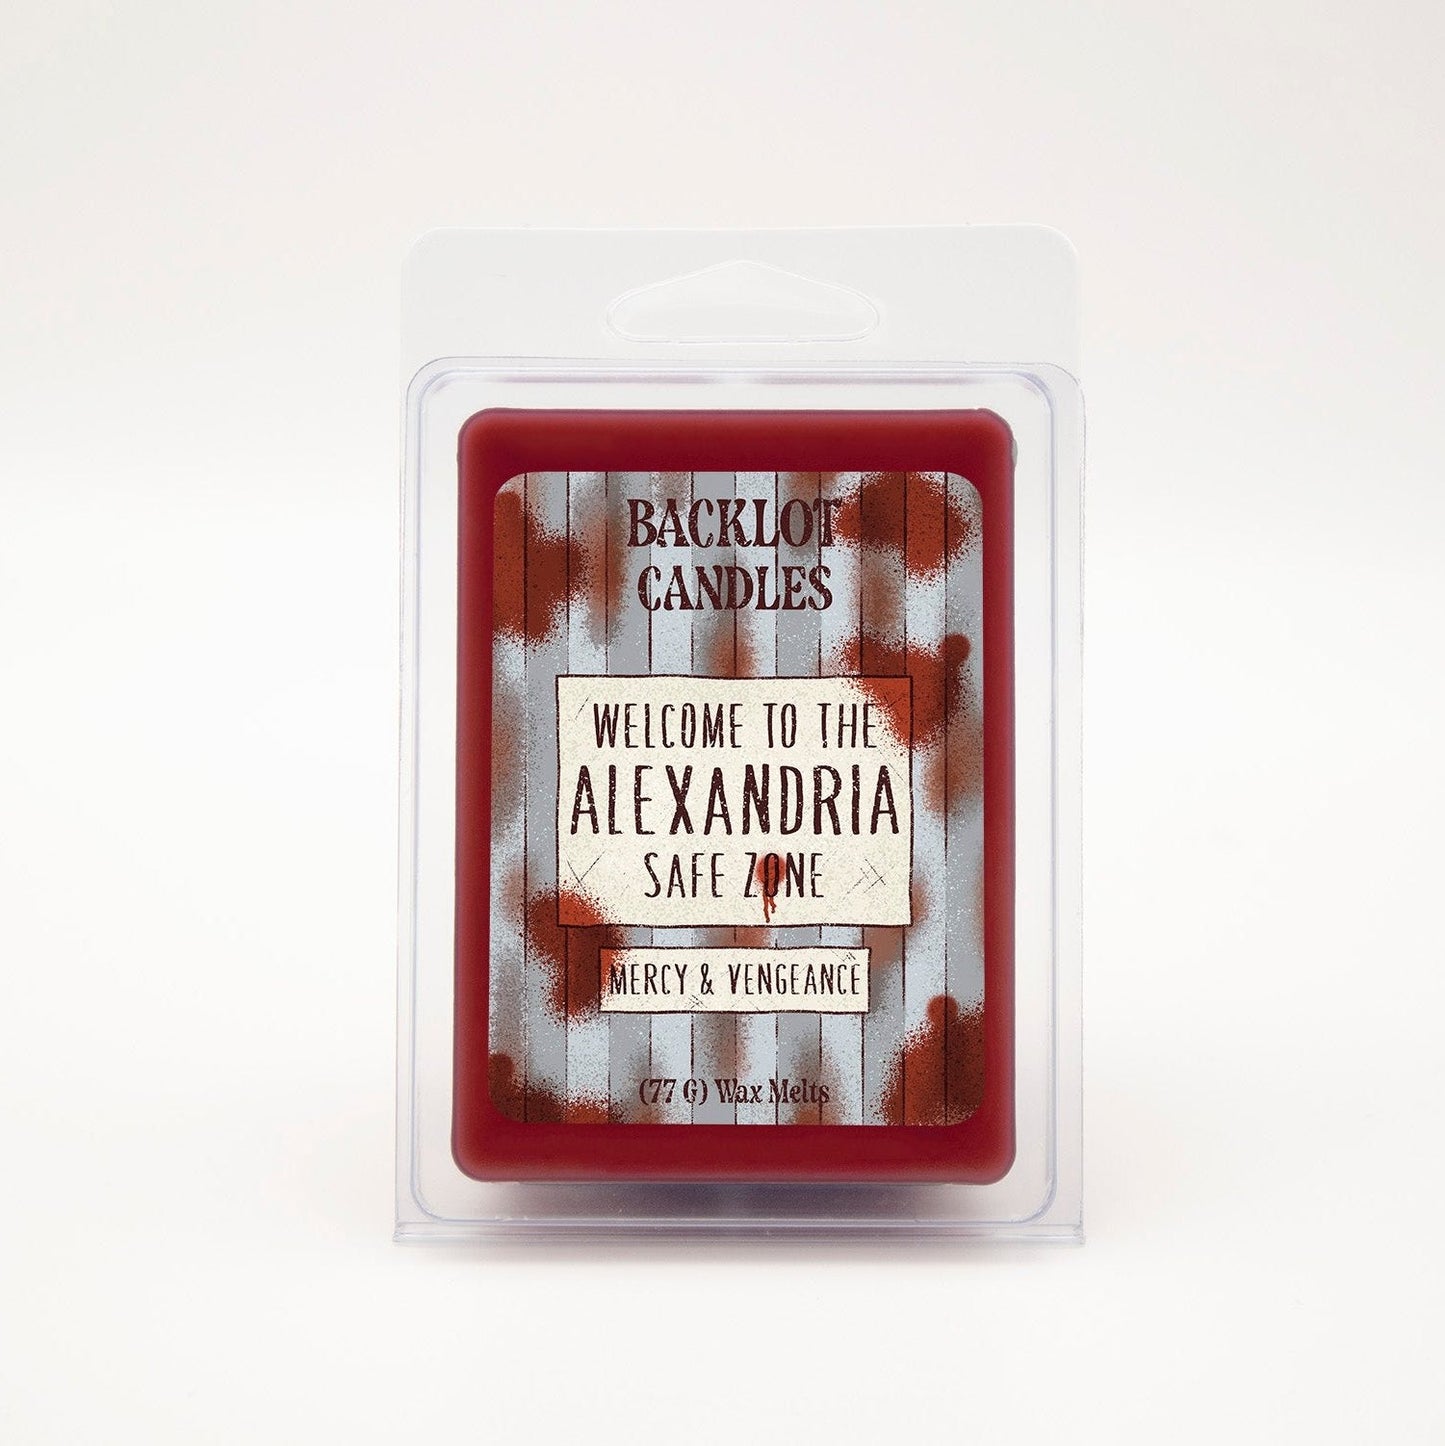 BACKLOT
CANDLES
WELCOME TO THE
ALEXANDRIA
SAFE ZONE
MERCY & VENGEANCE
(77 G) Wax Melts